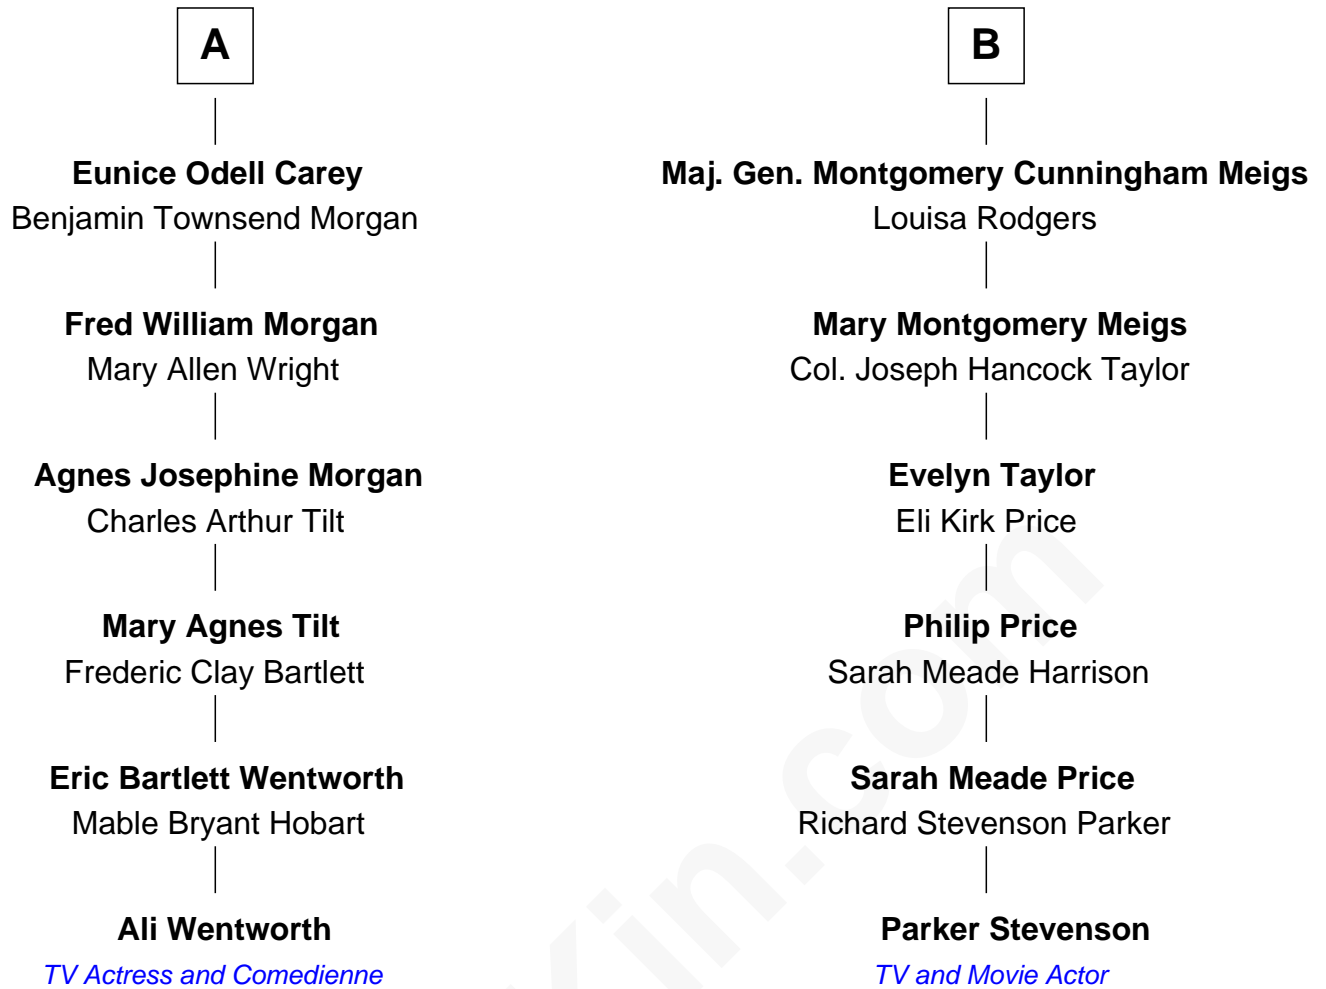 A
Eunice Odell Carey
Benjamin Townsend Morgan
Fred William Morgan
Mary Allen Wright
Agnes Josephine Morgan
Charles Arthur Tilt
Mary Agnes Tilt
Frederic Clay Bartlett
Eric Bartlett Wentworth
Mable Bryant Hobart
Ali Wentworth
TV Actress and Comedienne
B
Maj. Gen. Montgomery Cunningham Meigs
Louisa Rodgers
Mary Montgomery Meigs
Col. Joseph Hancock Taylor
Evelyn Taylor
Eli Kirk Price
Philip Price
Sarah Meade Harrison
Sarah Meade Price
Richard Stevenson Parker
Parker Stevenson
TV and Movie Actor
Kin.com